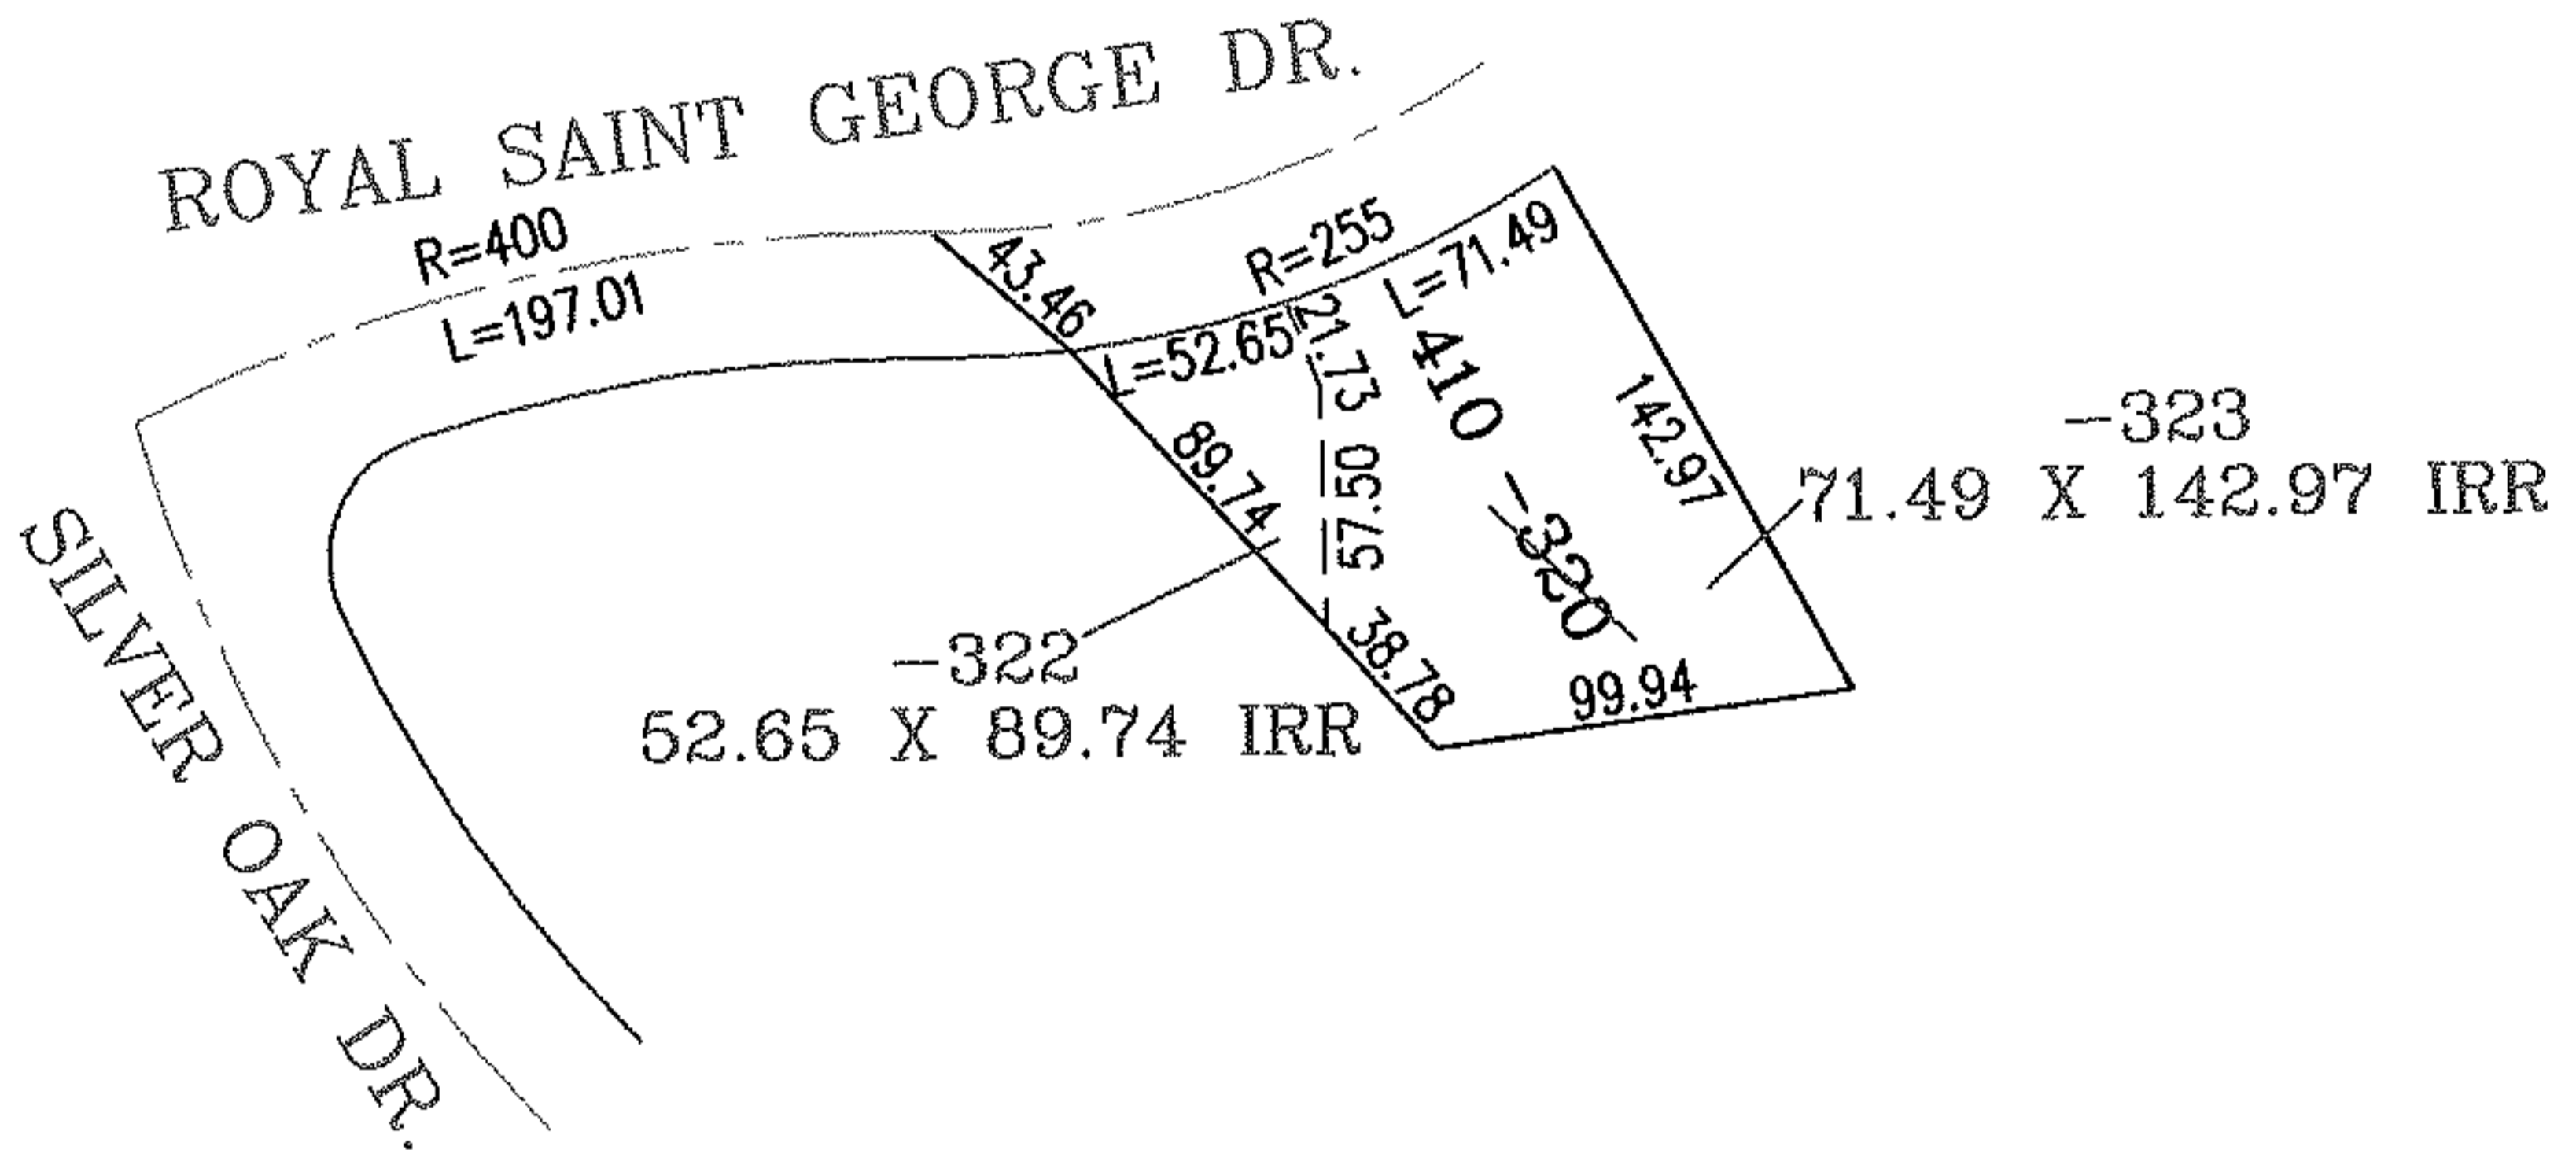 ROYAL SAINT GEORGE DR.
R=400
L=197.01
43.46
R=255
L=71.49
L=52.65
21.73
410
-320
142.97
-323
71.49 X 142.97 IRR
89.74
57.50
38.78
99.94
-322
52.65 X 89.74 IRR
SILVER OAK DR.